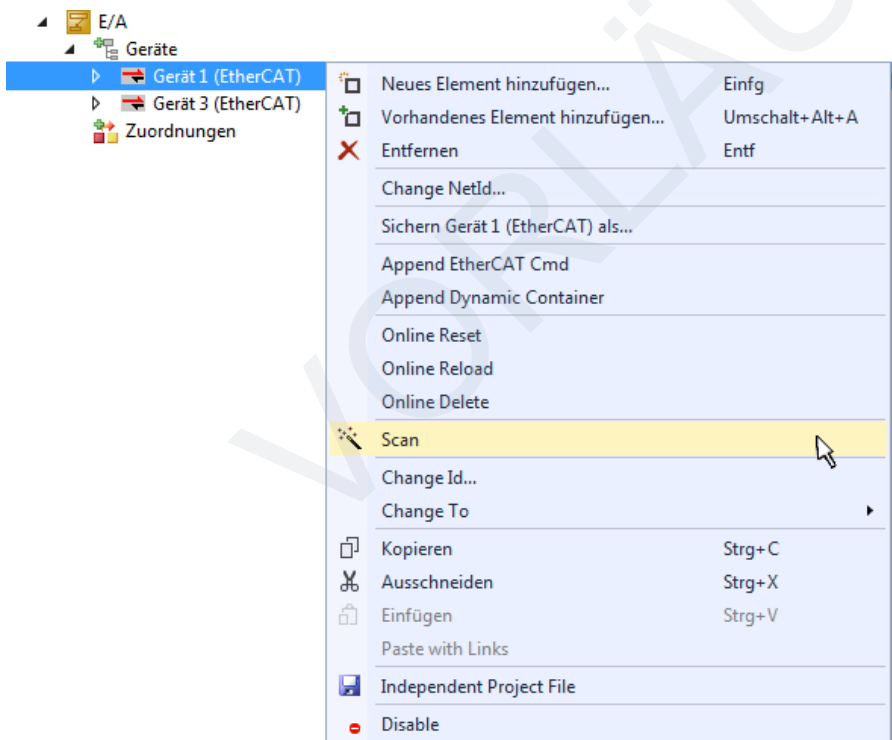 E/A
Geräte
Gerät 1 (EtherCAT)
Gerät 3 (EtherCAT)
Zuordnungen
Neues Element hinzufügen... Einfg
Vorhandenes Element hinzufügen... Umschalt+Alt+A
Entfernen Entf
Change NetId...
Sichern Gerät 1 (EtherCAT) als...
Append EtherCAT Cmd
Append Dynamic Container
Online Reset
Online Reload
Online Delete
Scan
Change Id...
Change To
Kopieren Strg+C
Ausschneiden Strg+X
Einfügen Strg+V
Paste with Links
Independent Project File
Disable